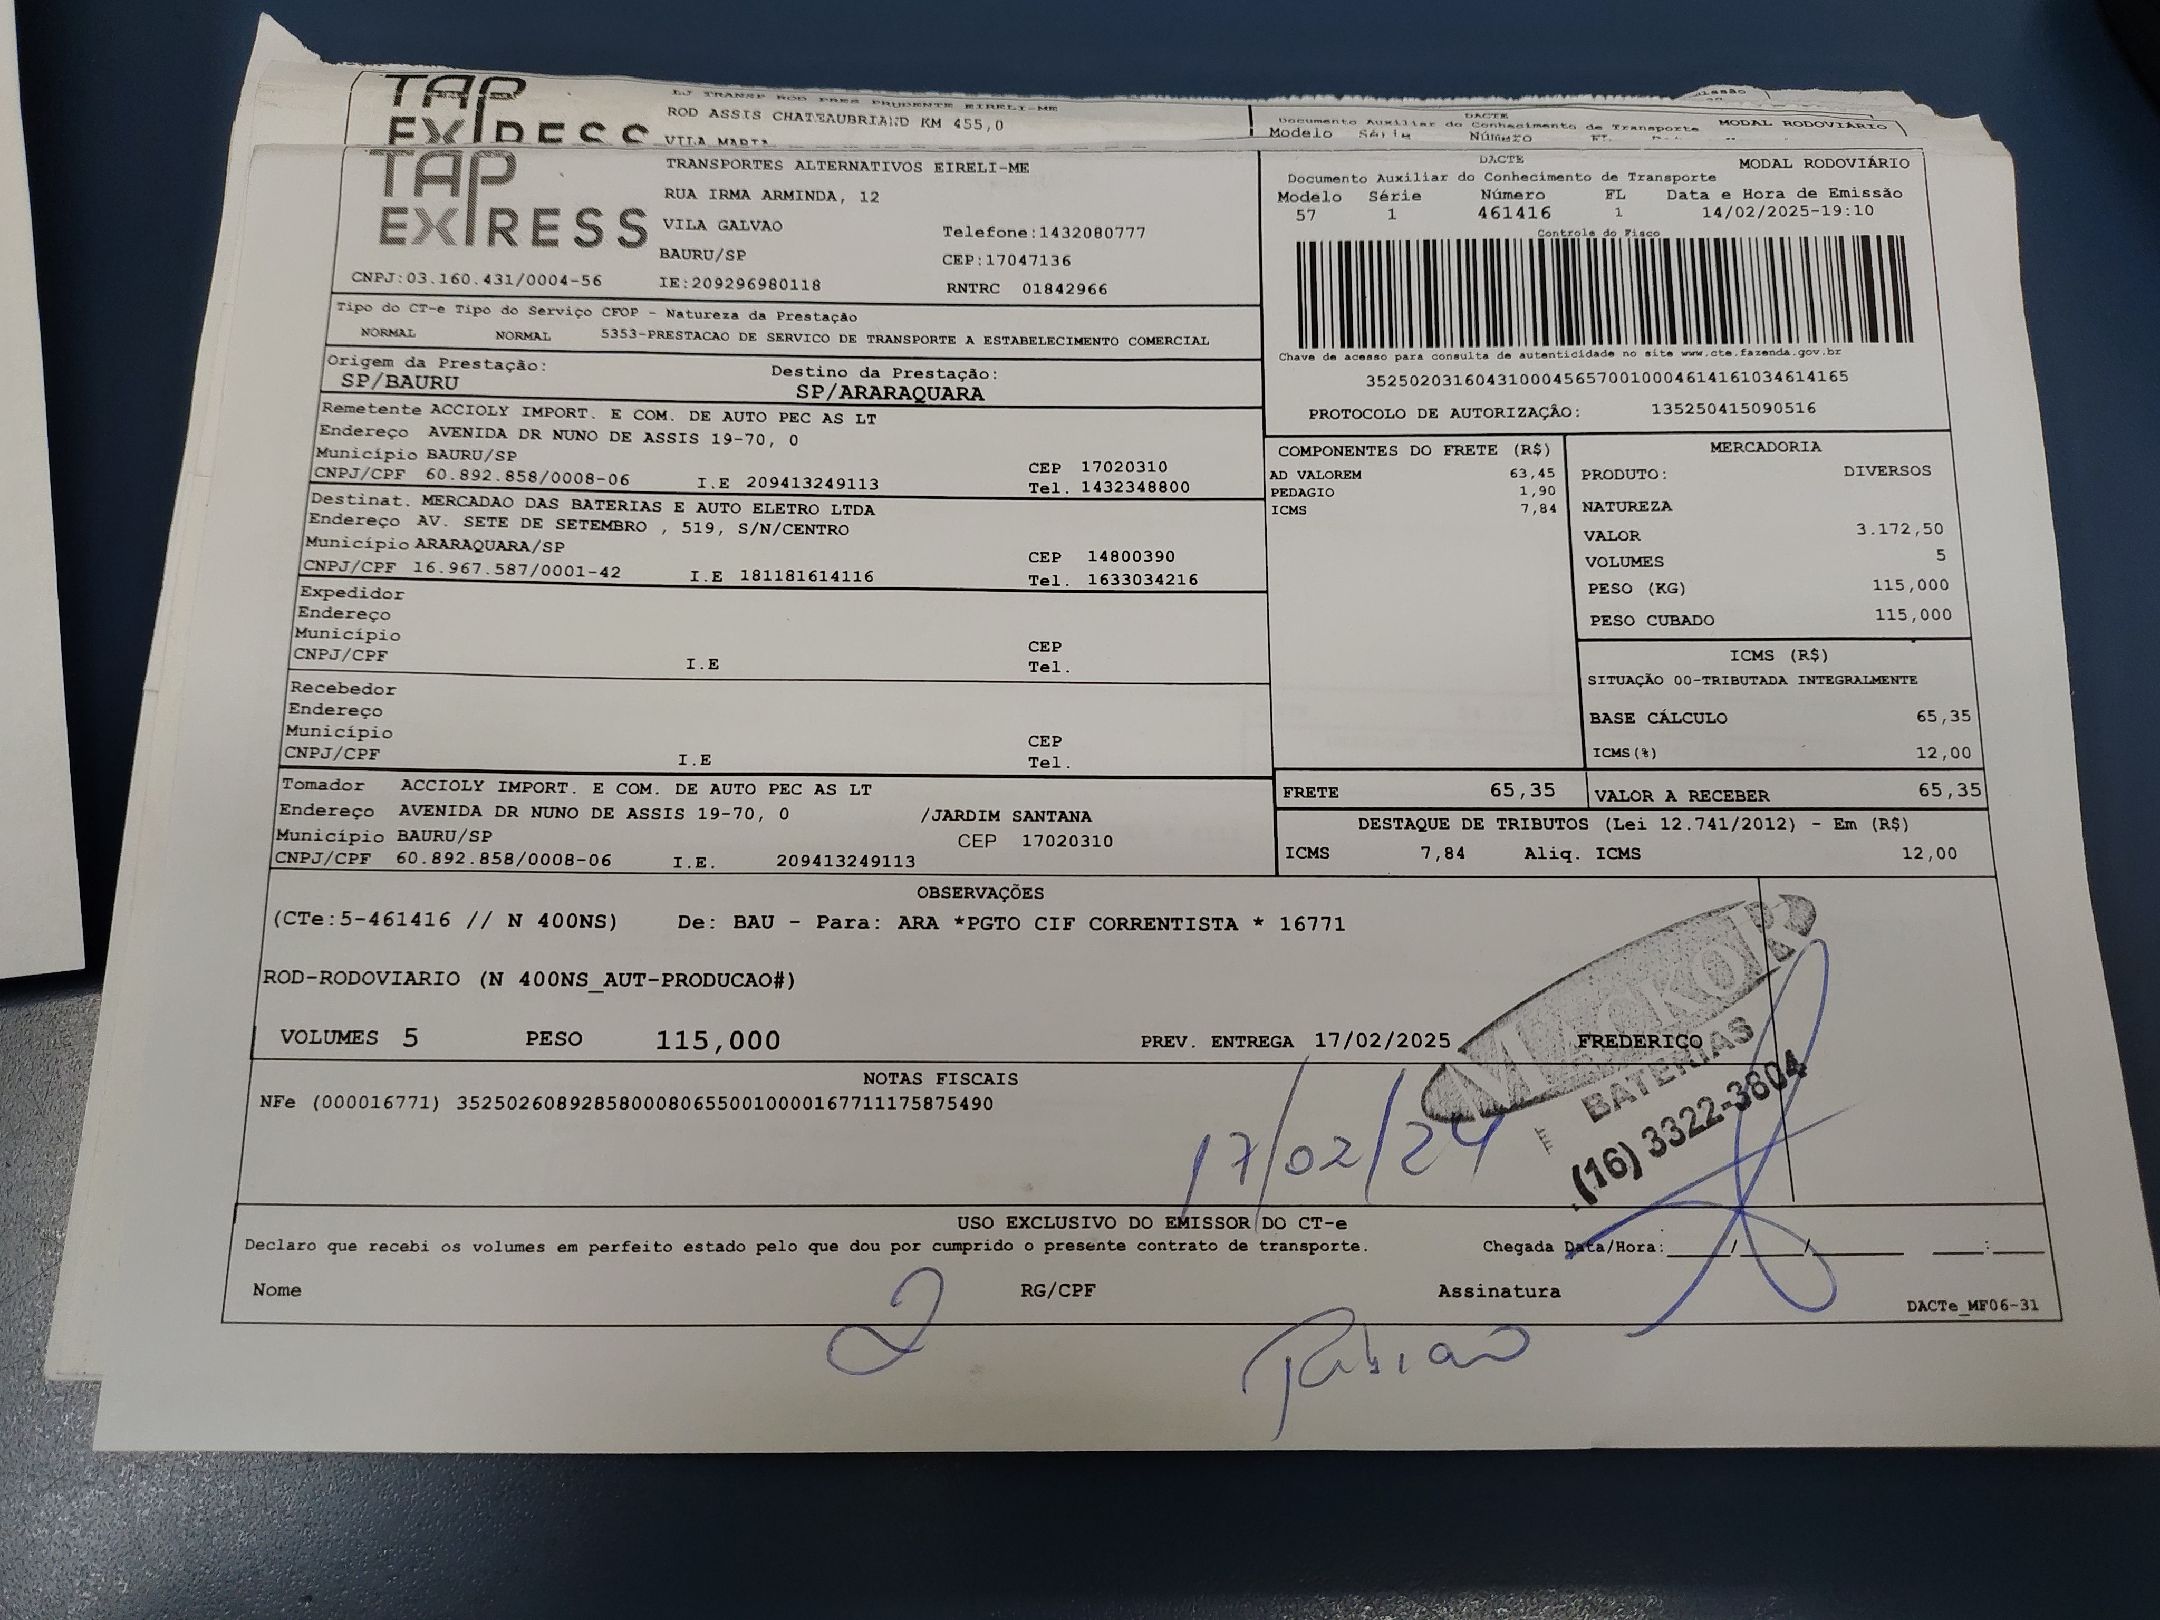 TAP
EXPRESS
LJ TRANSP ROD PRES PRUDENTE EIRELI-ME
ROD ASSIS CHATEAUBRIAND KM 455,0
VILA MARIA
DACTE
Documento Auxiliar do Conhecimento de Transporte MODAL RODOVIÁRIO
Modelo Série Número FL
TAP
EXPRESS
TRANSPORTES ALTERNATIVOS EIRELI-ME
RUA IRMA ARMINDA, 12
VILA GALVAO Telefone:1432080777
BAURU/SP CEP:17047136
CNPJ:03.160.431/0004-56 IE:209296980118 RNTRC 01842966
DACTE MODAL RODOVIÁRIO
Documento Auxiliar do Conhecimento de Transporte
Modelo Série Número FL Data e Hora de Emissão
57 1 461416 1 14/02/2025-19:10
Controle do Fisco
Chave de acesso para consulta de autenticidade no site www.cte.fazenda.gov.br
35250203160431000456570010004614161034614165
PROTOCOLO DE AUTORIZAÇÂO: 135250415090516
Tipo do CT-e Tipo do Serviço CFOP - Natureza da Prestação
NORMAL NORMAL 5353-PRESTACAO DE SERVICO DE TRANSPORTE A ESTABELECIMENTO COMERCIAL
Origem da Prestação: Destino da Prestação:
SP/BAURU SP/ARARAQUARA
Remetente ACCIOLY IMPORT. E COM. DE AUTO PEC AS LT
Endereço AVENIDA DR NUNO DE ASSIS 19-70, 0
Município BAURU/SP CEP 17020310
CNPJ/CPF 60.892.858/0008-06 I.E 209413249113 Tel. 1432348800
Destinat. MERCADAO DAS BATERIAS E AUTO ELETRO LTDA
Endereço AV. SETE DE SETEMBRO , 519, S/N/CENTRO
Município ARARAQUARA/SP CEP 14800390
CNPJ/CPF 16.967.587/0001-42 I.E 181181614116 Tel. 1633034216
Expedidor
Endereço
Município CEP
CNPJ/CPF I.E Tel.
Recebedor
Endereço
Município CEP
CNPJ/CPF I.E Tel.
Tomador ACCIOLY IMPORT. E COM. DE AUTO PEC AS LT
Endereço AVENIDA DR NUNO DE ASSIS 19-70, 0 /JARDIM SANTANA
Município BAURU/SP CEP 17020310
CNPJ/CPF 60.892.858/0008-06 I.E. 209413249113
COMPONENTES DO FRETE (R$)
AD VALOREM 63,45
PEDAGIO 1,90
ICMS 7,84
MERCADORIA
PRODUTO: DIVERSOS
NATUREZA
VALOR 3.172,50
VOLUMES 5
PESO (KG) 115,000
PESO CUBADO 115,000
ICMS (R$)
SITUAÇÃO 00-TRIBUTADA INTEGRALMENTE
BASE CÁLCULO 65,35
ICMS(%) 12,00
FRETE 65,35 VALOR A RECEBER 65,35
DESTAQUE DE TRIBUTOS (Lei 12.741/2012) - Em (R$)
ICMS 7,84 Aliq. ICMS 12,00
OBSERVAÇÕES
(CTe:5-461416 // N 400NS) De: BAU - Para: ARA *PGTO CIF CORRENTISTA * 16771
ROD-RODOVIARIO (N 400NS_AUT-PRODUCAO#)
VOLUMES 5 PESO 115,000 PREV. ENTREGA 17/02/2025 FREDERICO
MACKOR
BATERIAS
(16) 3322-3804
NOTAS FISCAIS
NFe (000016771) 35250260892858000806550010000167711175875490
17/02/24
USO EXCLUSIVO DO EMISSOR DO CT-e
Declaro que recebi os volumes em perfeito estado pelo que dou por cumprido o presente contrato de transporte. Chegada Data/Hora:____/____/______ ____:____
Nome RG/CPF Assinatura
DACTe_MF06-31
2